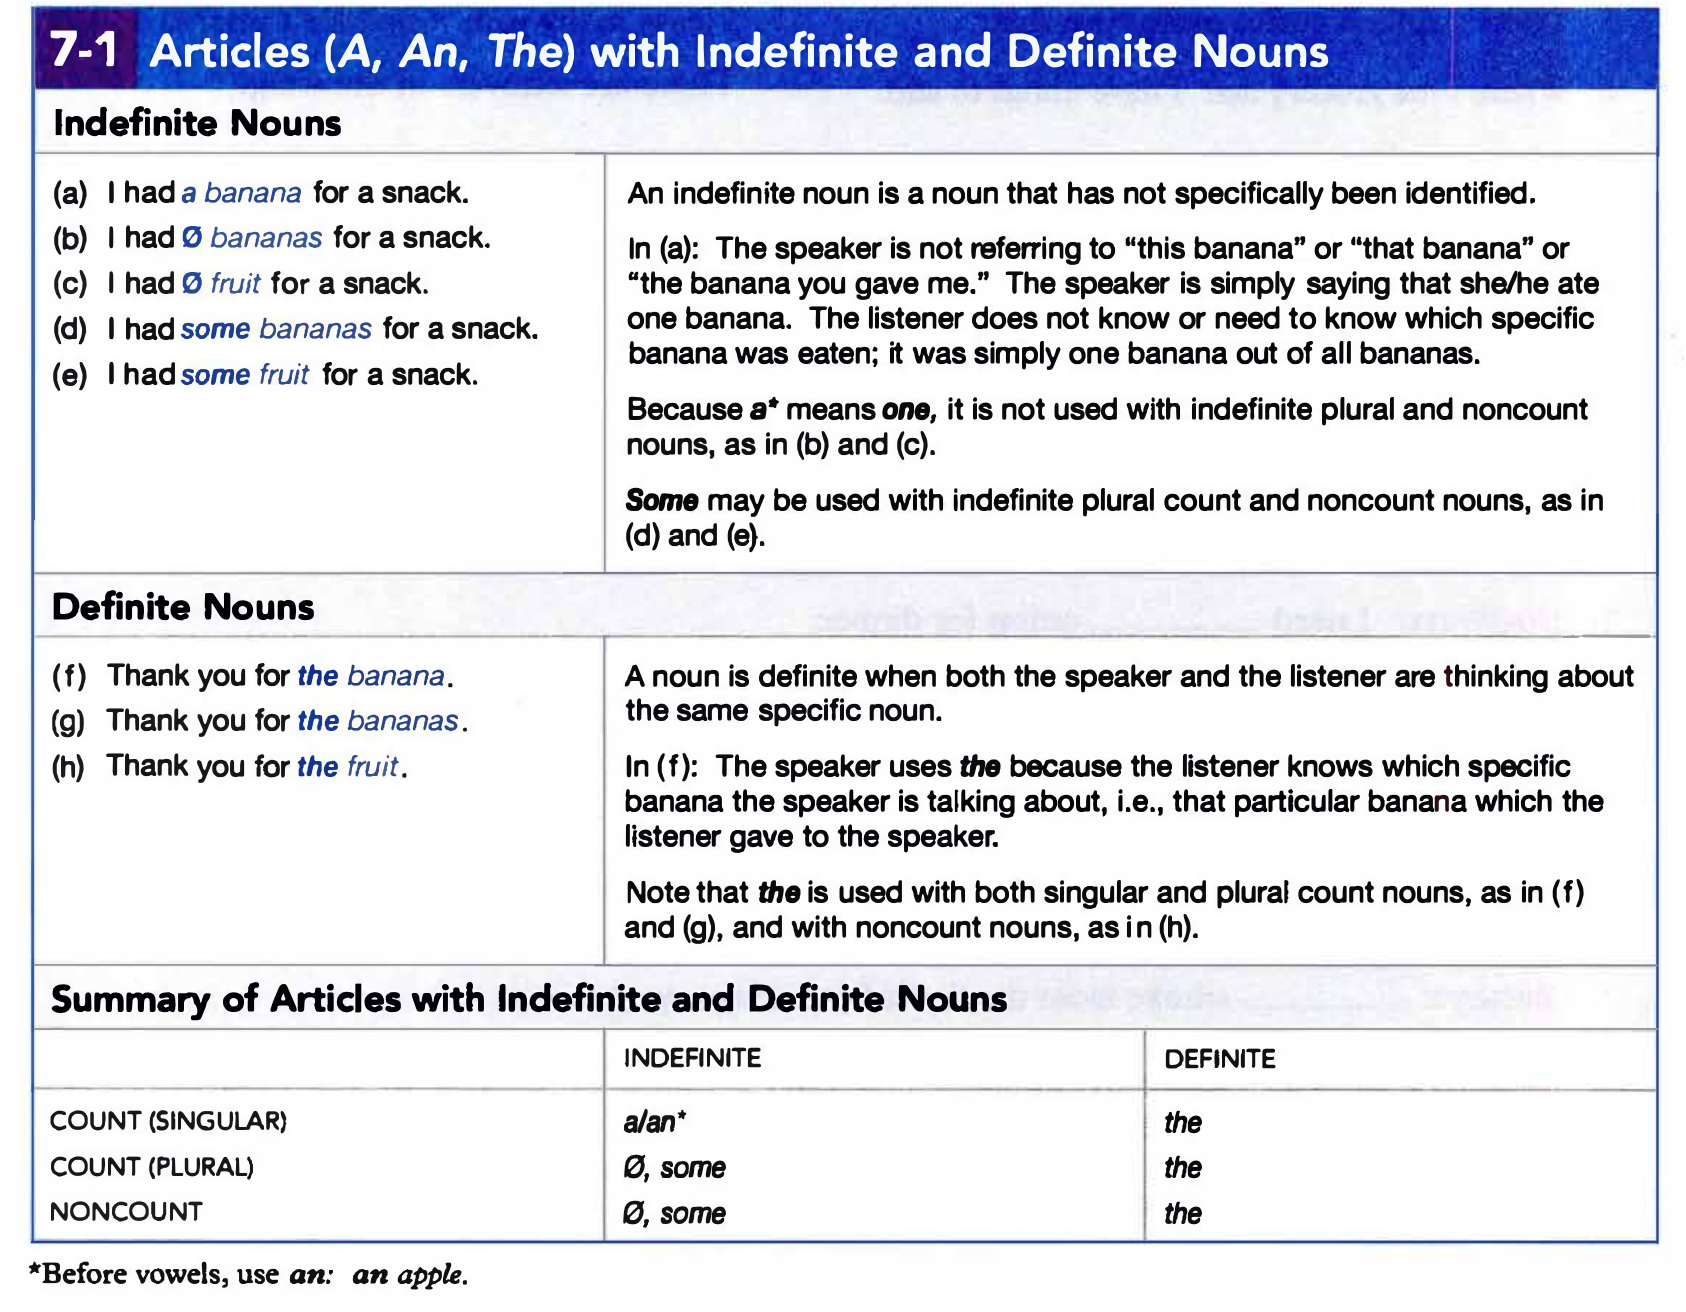 7-1 Articles (A, An, The) with Indefinite and Definite Nouns
Indefinite Nouns
(a) I had a banana for a snack.
(b) I had Ø bananas for a snack.
(c) I had Ø fruit for a snack.
(d) I had some bananas for a snack.
(e) I had some fruit for a snack.
An indefinite noun is a noun that has not specifically been identified.
In (a): The speaker is not referring to “this banana” or “that banana” or
“the banana you gave me.” The speaker is simply saying that she/he ate
one banana. The listener does not know or need to know which specific
banana was eaten; it was simply one banana out of all bananas.
Because a* means one, it is not used with indefinite plural and noncount
nouns, as in (b) and (c).
Some may be used with indefinite plural count and noncount nouns, as in
(d) and (e).
Definite Nouns
(f) Thank you for the banana.
(g) Thank you for the bananas.
(h) Thank you for the fruit.
A noun is definite when both the speaker and the listener are thinking about
the same specific noun.
In (f): The speaker uses the because the listener knows which specific
banana the speaker is talking about, i.e., that particular banana which the
listener gave to the speaker.
Note that the is used with both singular and plural count nouns, as in (f)
and (g), and with noncount nouns, as in (h).
Summary of Articles with Indefinite and Definite Nouns
INDEFINITE DEFINITE
COUNT (SINGULAR) a/an* the
COUNT (PLURAL) Ø, some the
NONCOUNT Ø, some the
*Before vowels, use an: an apple.